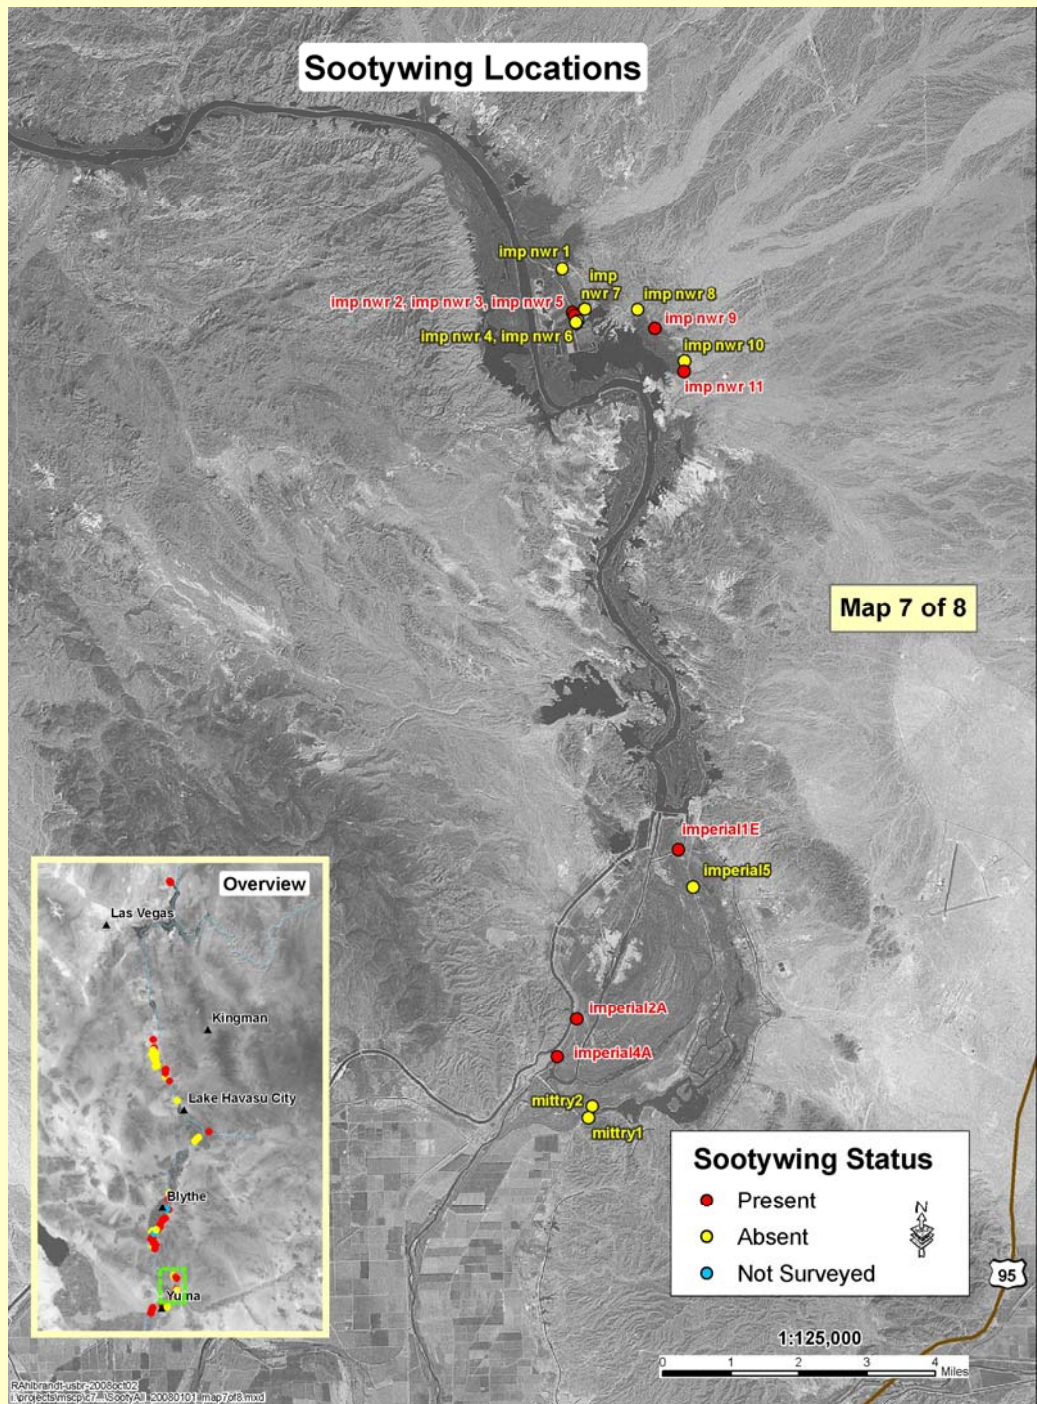 Sootywing Locations
imp nwr 1
imp
nwr 7
imp nwr 8
imp nwr 2, imp nwr 3, imp nwr 5
imp nwr 9
imp nwr 4, imp nwr 6
imp nwr 10
imp nwr 11
Map 7 of 8
imperial1E
imperial5
imperial2A
imperial4A
mittry2
mittry1
Overview
Las Vegas
Kingman
Lake Havasu City
Blythe
Yuma
Sootywing Status
Present
Absent
Not Surveyed
N
95
1:125,000
0 1 2 3 4
Miles
RAhlbrandt-usbr-2008oct02